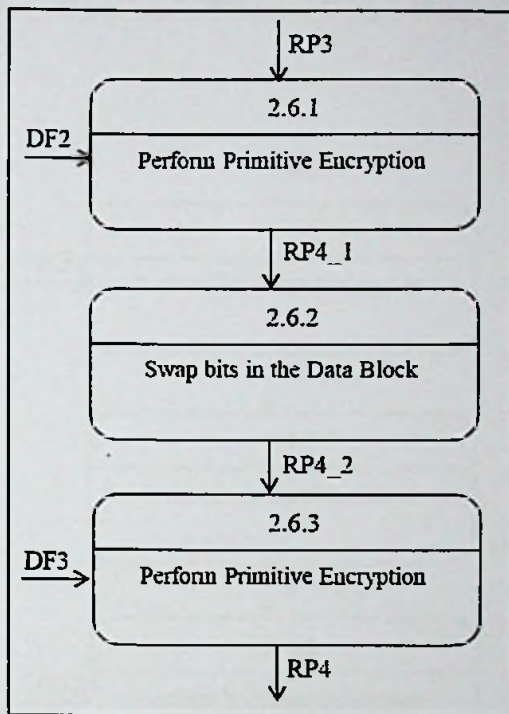 RP3
2.6.1
DF2
Perform Primitive Encryption
RP4_1
2.6.2
Swap bits in the Data Block
RP4_2
2.6.3
DF3
Perform Primitive Encryption
RP4